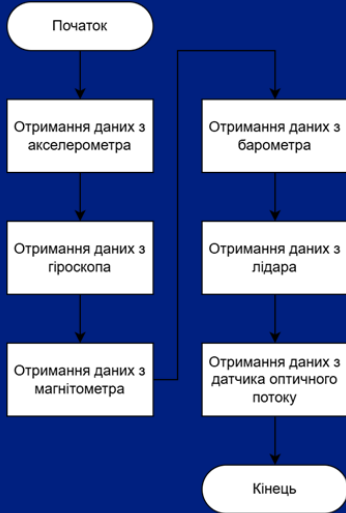 Початок
Отримання даних з
акселерометра
Отримання даних з
гіроскопа
Отримання даних з
магнітометра
Отримання даних з
барометра
Отримання даних з
лідара
Отримання даних з
датчика оптичного
потоку
Кінець